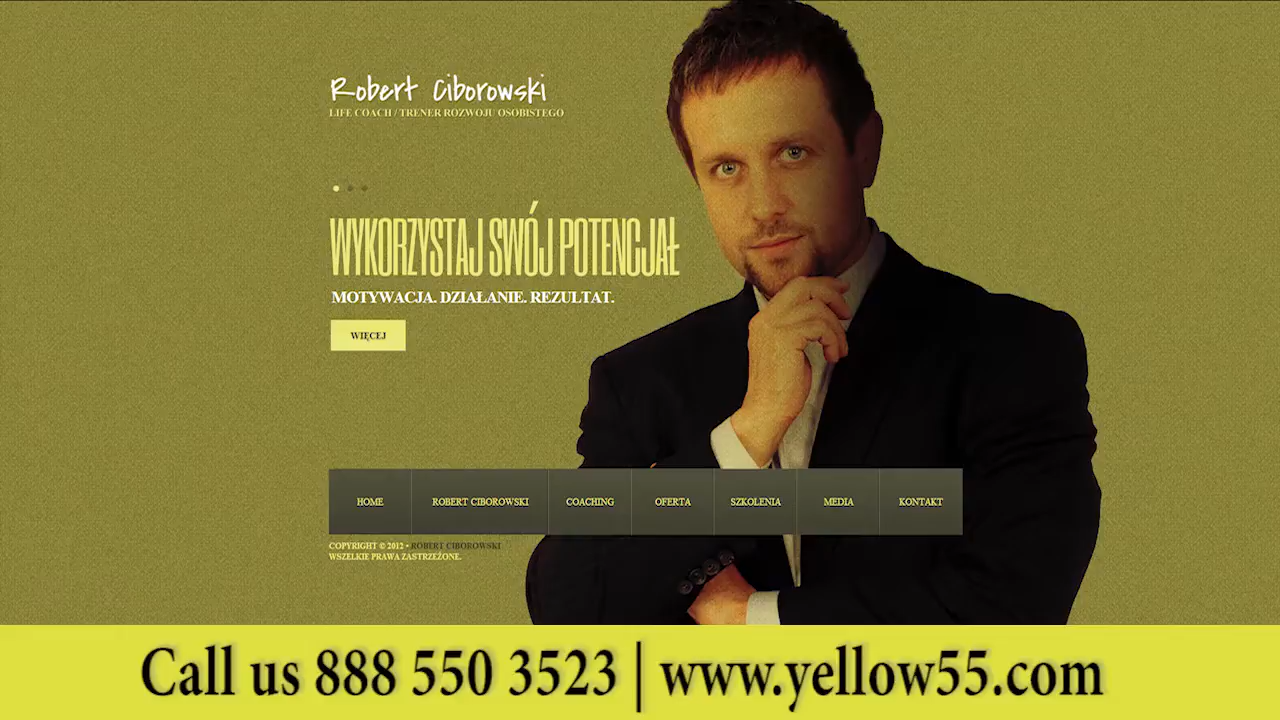 Robert Ciborowski
LIFE COACH / TRENER ROZWOJU OSOBISTEGO
WYKORZYSTAJ SWÓJ POTENCJAŁ
MOTYWACJA. DZIAŁANIE. REZULTAT.
WIĘCEJ
HOME ROBERT CIBOROWSKI COACHING OFERTA SZKOLENIA MEDIA KONTAKT
COPYRIGHT © 2012 • ROBERT CIBOROWSKI
WSZELKIE PRAWA ZASTRZEŻONE.
Call us 888 550 3523 | www.yellow55.com